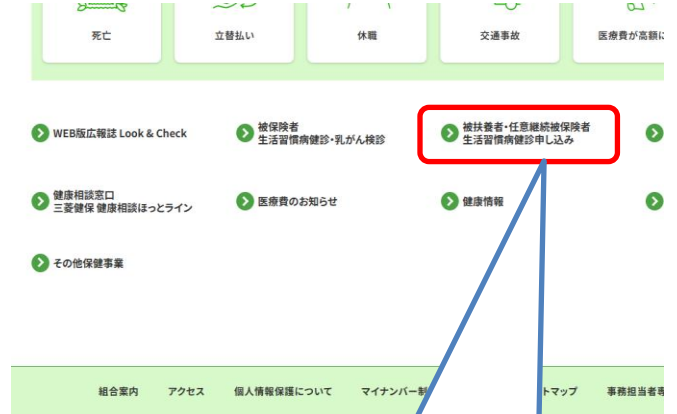 死亡
立替払い
休職
交通事故
医療費が高額に
WEB版広報誌 Look & Check
被保険者
生活習慣病健診・乳がん検診
被扶養者・任意継続被保険者
生活習慣病健診申し込み
健康相談窓口
三菱健保 健康相談ほっとライン
医療費のお知らせ
健康情報
その他保健事業
組合案内
アクセス
個人情報保護について
マイナンバー制
トマップ
事務担当者専